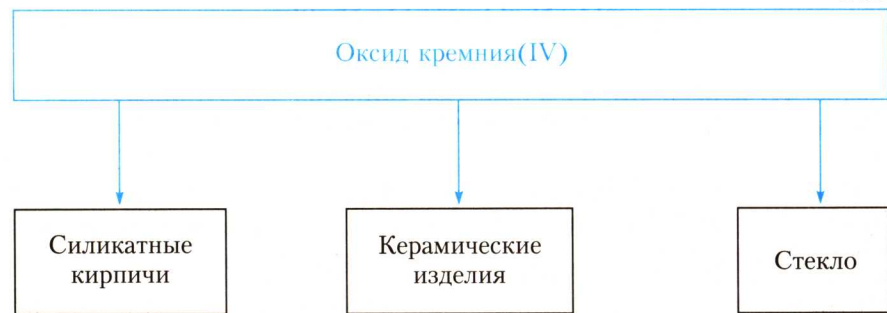 Оксид кремния(IV)
Силикатные
кирпичи
Керамические
изделия
Стекло